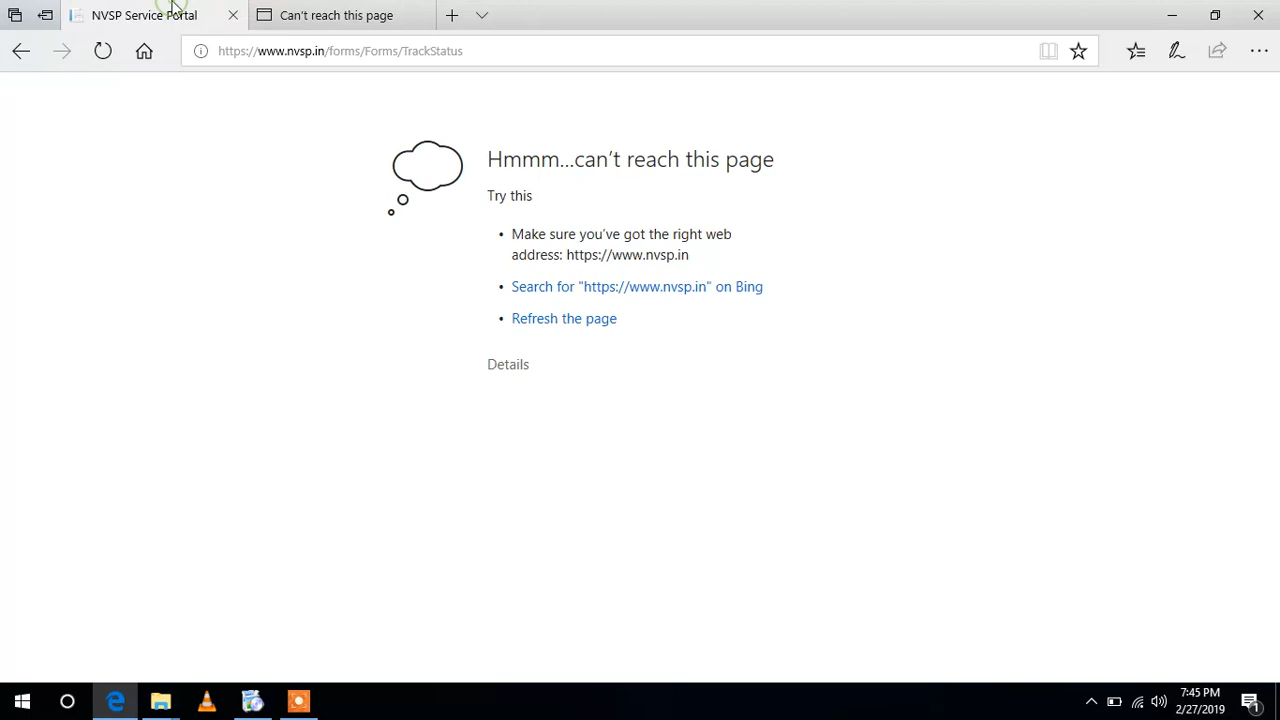 NVSP Service Portal
Can't reach this page
https://www.nvsp.in/forms/Forms/TrackStatus
Hmmm...can't reach this page
Try this
• Make sure you've got the right web
address: https://www.nvsp.in
• Search for "https://www.nvsp.in" on Bing
• Refresh the page
Details
7:45 PM
2/27/2019
1